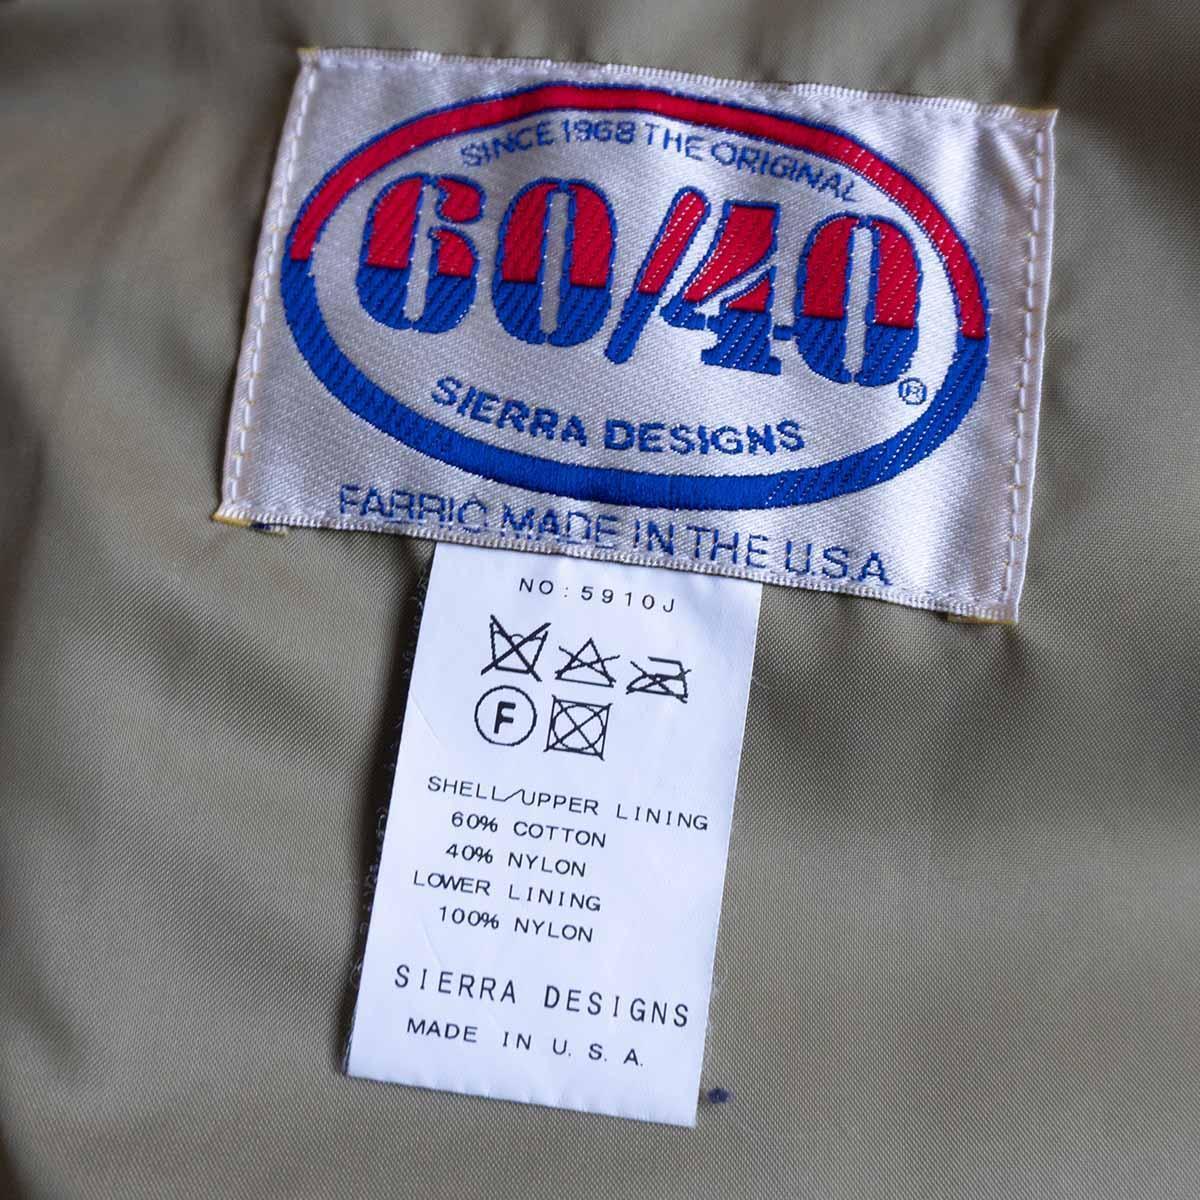 SINCE 1968 THE ORIGINAL
60/40®
SIERRA DESIGNS
FABRIC MADE IN THE U.S.A
NO:5910J
F
SHELL/UPPER LINING
60% COTTON
40% NYLON
LOWER LINING
100% NYLON
SIERRA DESIGNS
MADE IN U.S.A.